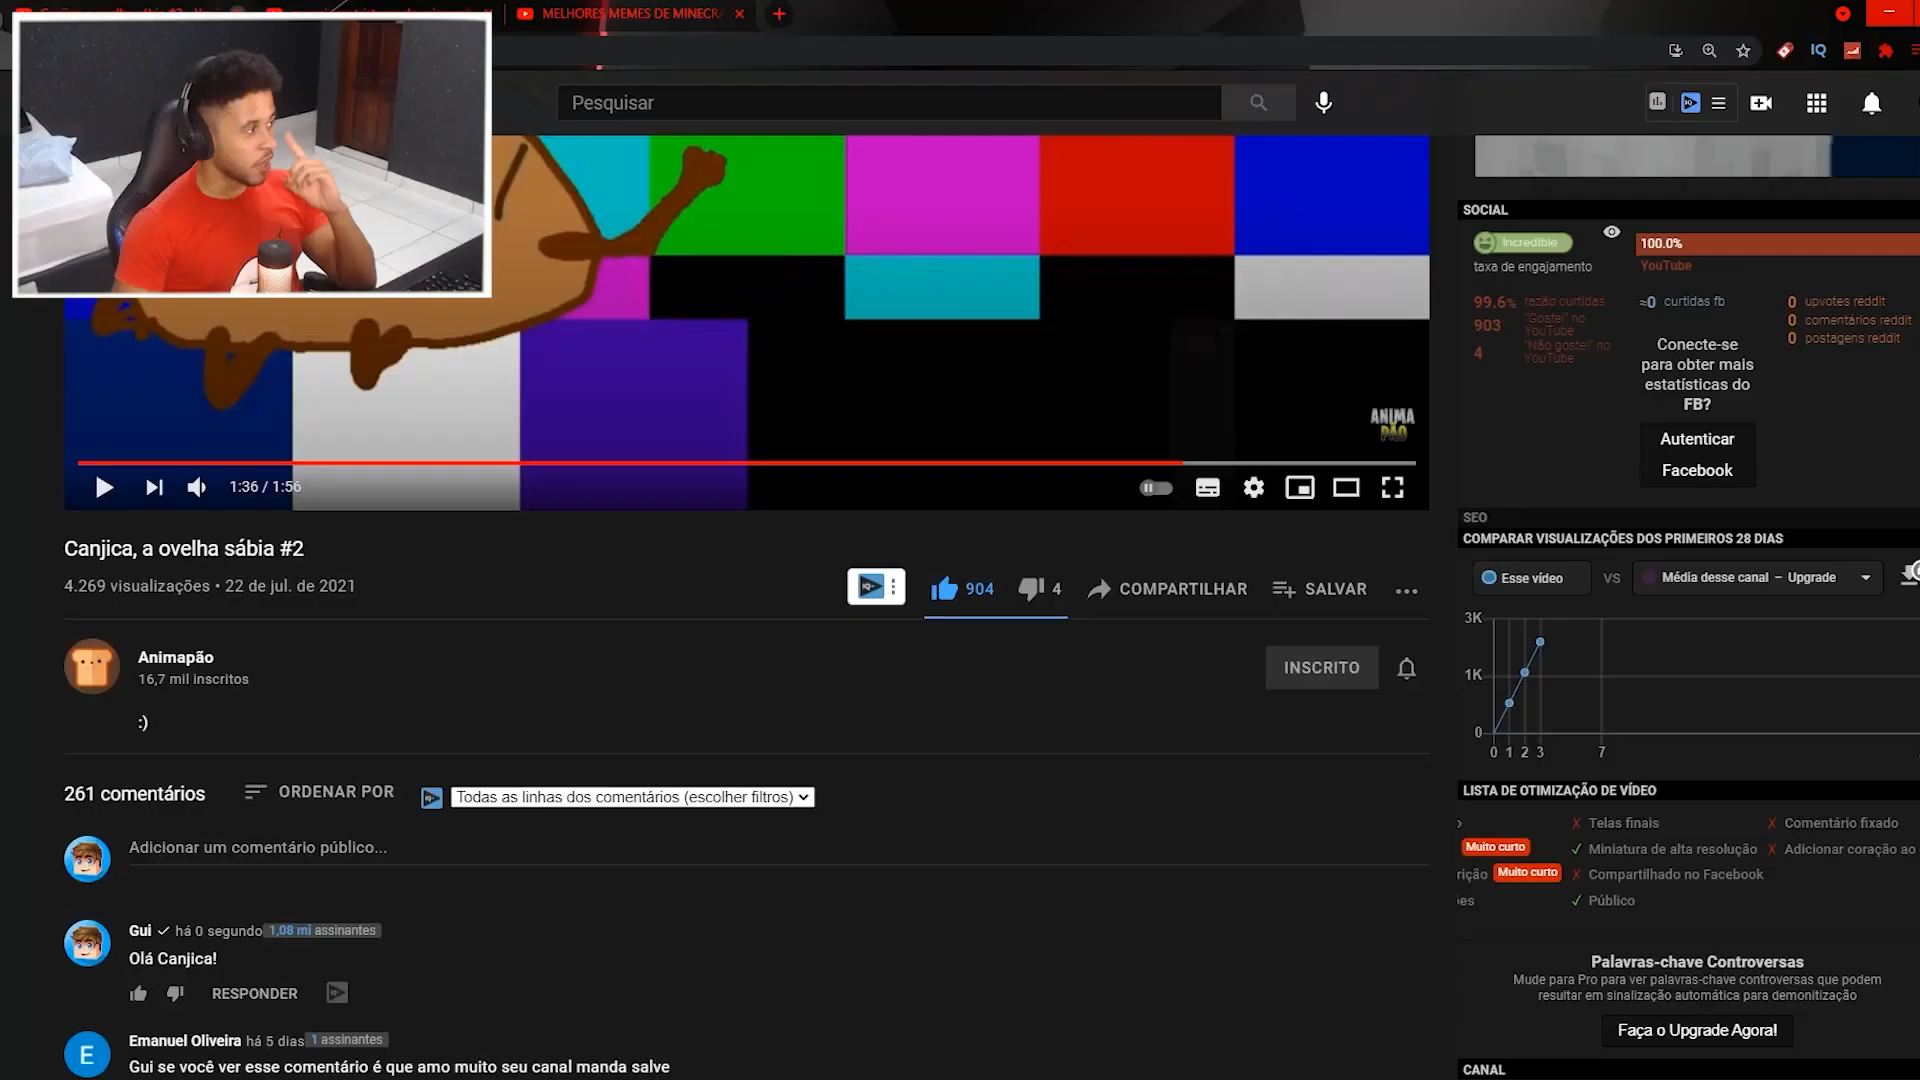 MELHORES MEMES DE MINECRA
Pesquisar
IQ
ANIMA
PÃO
1:36 / 1:56
Canjica, a ovelha sábia #2
4.269 visualizações • 22 de jul. de 2021
904
4
COMPARTILHAR
SALVAR
Animapão
16,7 mil inscritos
INSCRITO
:)
261 comentários
ORDENAR POR
Todas as linhas dos comentários (escolher filtros)
Adicionar um comentário público...
Gui há 0 segundo 1,08 mi assinantes
Olá Canjica!
RESPONDER
E
Emanuel Oliveira há 5 dias 1 assinantes
Gui se você ver esse comentário é que amo muito seu canal manda salve
SOCIAL
Incredible
taxa de engajamento
99.6% razão curtidas
903 "Gostei" no
YouTube
4 "Não gostei" no
YouTube
100.0%
YouTube
≈0 curtidas fb
Conecte-se
para obter mais
estatísticas do
FB?
Autenticar
Facebook
0 upvotes reddit
0 comentários reddit
0 postagens reddit
SEO
COMPARAR VISUALIZAÇÕES DOS PRIMEIROS 28 DIAS
Esse vídeo
VS
Média desse canal – Upgrade
3K
1K
0
0 1 2 3 7
LISTA DE OTIMIZAÇÃO DE VÍDEO
Muito curto
rição Muito curto
ões
✗ Telas finais
✓ Miniatura de alta resolução
✗ Compartilhado no Facebook
✓ Público
✗ Comentário fixado
✗ Adicionar coração ao
Palavras-chave Controversas
Mude para Pro para ver palavras-chave controversas que podem
resultar em sinalização automática para demonitização
Faça o Upgrade Agora!
CANAL